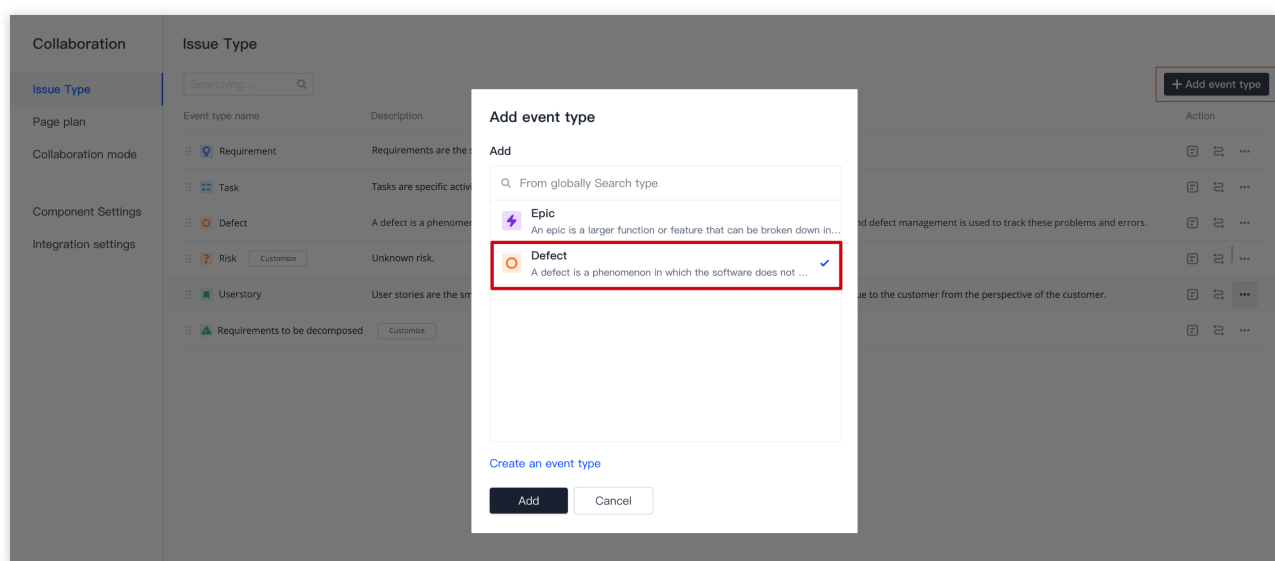 Collaboration
Issue Type
Issue Type
Page plan
Collaboration mode
Component Settings
Integration settings
Searching...
+ Add event type
Event type name Description Action
Requirement Requirements are the
Task Tasks are specific activi
Defect A defect is a phenomen nd defect management is used to track these problems and errors.
Risk Customize Unknown risk.
Userstory User stories are the sm ue to the customer from the perspective of the customer.
Requirements to be decomposed Customize
Add event type
Add
From globally Search type
Epic
An epic is a larger function or feature that can be broken down in...
Defect
A defect is a phenomenon in which the software does not ...
Create an event type
Add Cancel